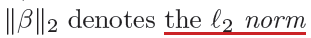 ‖β‖₂ denotes the ℓ₂ norm